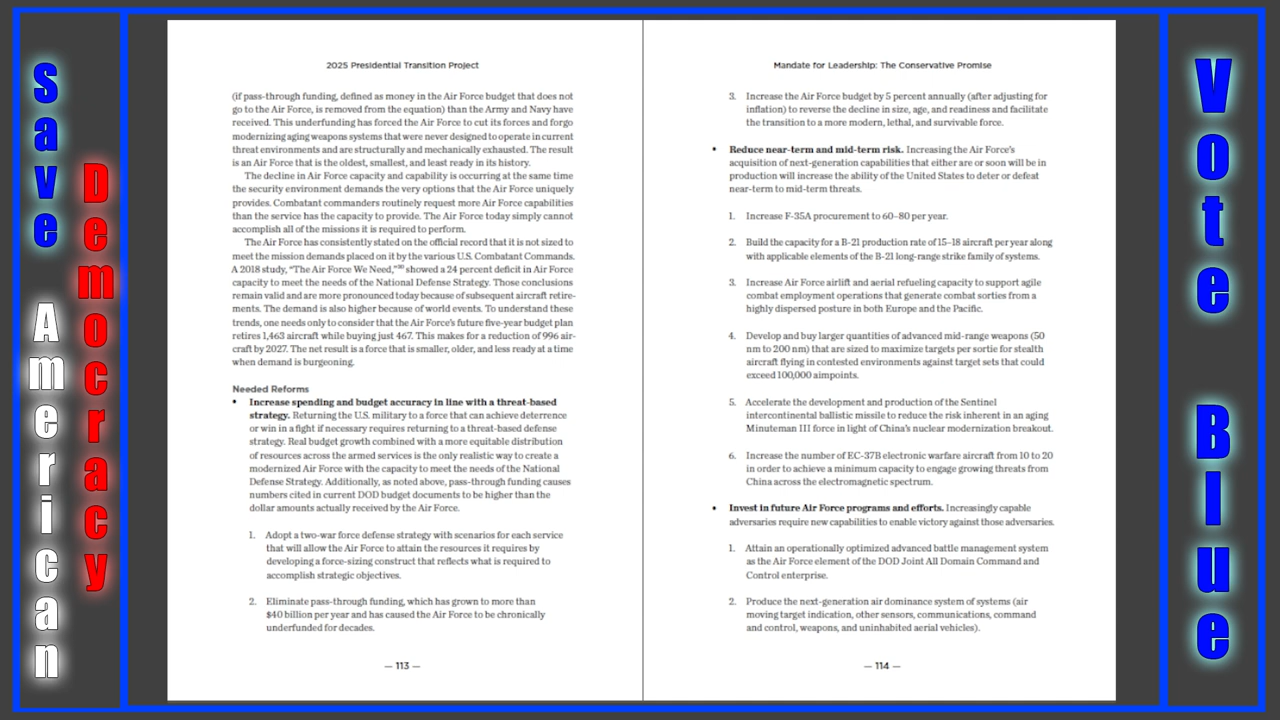 save
American
Democracy
2025 Presidential Transition Project
(if pass-through funding, defined as money in the Air Force budget that does not
go to the Air Force, is removed from the equation) than the Army and Navy have
received. This underfunding has forced the Air Force to cut its forces and forgo
modernizing aging weapons systems that were never designed to operate in current
threat environments and are structurally and mechanically exhausted. The result
is an Air Force that is the oldest, smallest, and least ready in its history.
The decline in Air Force capacity and capability is occurring at the same time
the security environment demands the very options that the Air Force uniquely
provides. Combatant commanders routinely request more Air Force capabilities
than the service has the capacity to provide. The Air Force today simply cannot
accomplish all of the missions it is required to perform.
The Air Force has consistently stated on the official record that it is not sized to
meet the mission demands placed on it by the various U.S. Combatant Commands.
A 2018 study, “The Air Force We Need,” showed a 24 percent deficit in Air Force
capacity to meet the needs of the National Defense Strategy. Those conclusions
remain valid and are more pronounced today because of subsequent aircraft retire-
ments. The demand is also higher because of world events. To understand these
trends, one needs only to consider that the Air Force’s future five-year budget plan
retires 1,463 aircraft while buying just 467. This makes for a reduction of 996 air-
craft by 2027. The net result is a force that is smaller, older, and less ready at a time
when demand is burgeoning.
Needed Reforms
• Increase spending and budget accuracy in line with a threat-based
strategy. Returning the U.S. military to a force that can achieve deterrence
or win in a fight if necessary requires returning to a threat-based defense
strategy. Real budget growth combined with a more equitable distribution
of resources across the armed services is the only realistic way to create a
modernized Air Force with the capacity to meet the needs of the National
Defense Strategy. Additionally, as noted above, pass-through funding causes
numbers cited in current DOD budget documents to be higher than the
dollar amounts actually received by the Air Force.
1. Adopt a two-war force defense strategy with scenarios for each service
that will allow the Air Force to attain the resources it requires by
developing a force-sizing construct that reflects what is required to
accomplish strategic objectives.
2. Eliminate pass-through funding, which has grown to more than
$40 billion per year and has caused the Air Force to be chronically
underfunded for decades.
— 113 —
Mandate for Leadership: The Conservative Promise
3. Increase the Air Force budget by 5 percent annually (after adjusting for
inflation) to reverse the decline in size, age, and readiness and facilitate
the transition to a more modern, lethal, and survivable force.
• Reduce near-term and mid-term risk. Increasing the Air Force’s
acquisition of next-generation capabilities that either are or soon will be in
production will increase the ability of the United States to deter or defeat
near-term to mid-term threats.
1. Increase F-35A procurement to 60–80 per year.
2. Build the capacity for a B-21 production rate of 15–18 aircraft per year along
with applicable elements of the B-21 long-range strike family of systems.
3. Increase Air Force airlift and aerial refueling capacity to support agile
combat employment operations that generate combat sorties from a
highly dispersed posture in both Europe and the Pacific.
4. Develop and buy larger quantities of advanced mid-range weapons (50
nm to 200 nm) that are sized to maximize targets per sortie for stealth
aircraft flying in contested environments against target sets that could
exceed 100,000 aimpoints.
5. Accelerate the development and production of the Sentinel
intercontinental ballistic missile to reduce the risk inherent in an aging
Minuteman III force in light of China’s nuclear modernization breakout.
6. Increase the number of EC-37B electronic warfare aircraft from 10 to 20
in order to achieve a minimum capacity to engage growing threats from
China across the electromagnetic spectrum.
• Invest in future Air Force programs and efforts. Increasingly capable
adversaries require new capabilities to enable victory against those adversaries.
1. Attain an operationally optimized advanced battle management system
as the Air Force element of the DOD Joint All Domain Command and
Control enterprise.
2. Produce the next-generation air dominance system of systems (air
moving target indication, other sensors, communications, command
and control, weapons, and uninhabited aerial vehicles).
— 114 —
Vote
Blue